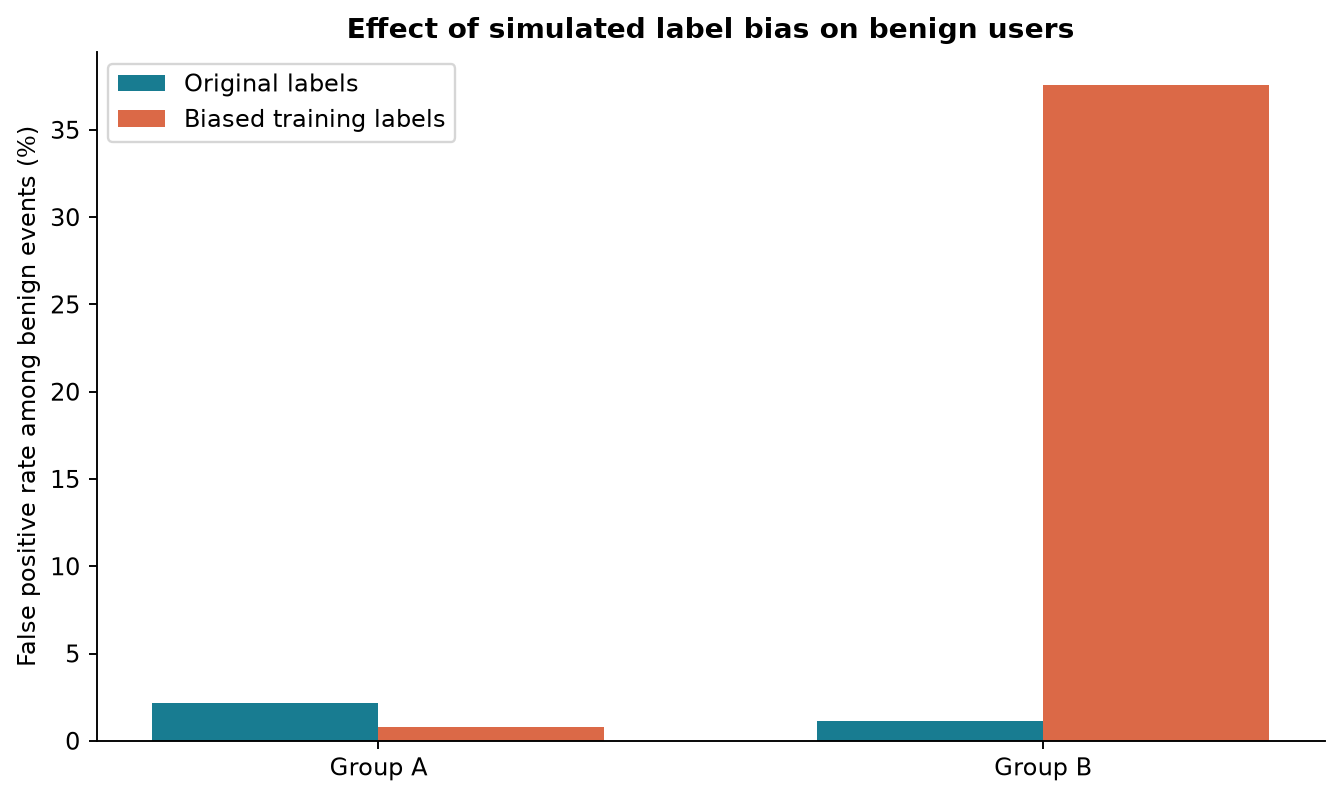 Effect of simulated label bias on benign users
Original labels
Biased training labels
False positive rate among benign events (%)
35
30
25
20
15
10
5
0
Group A
Group B